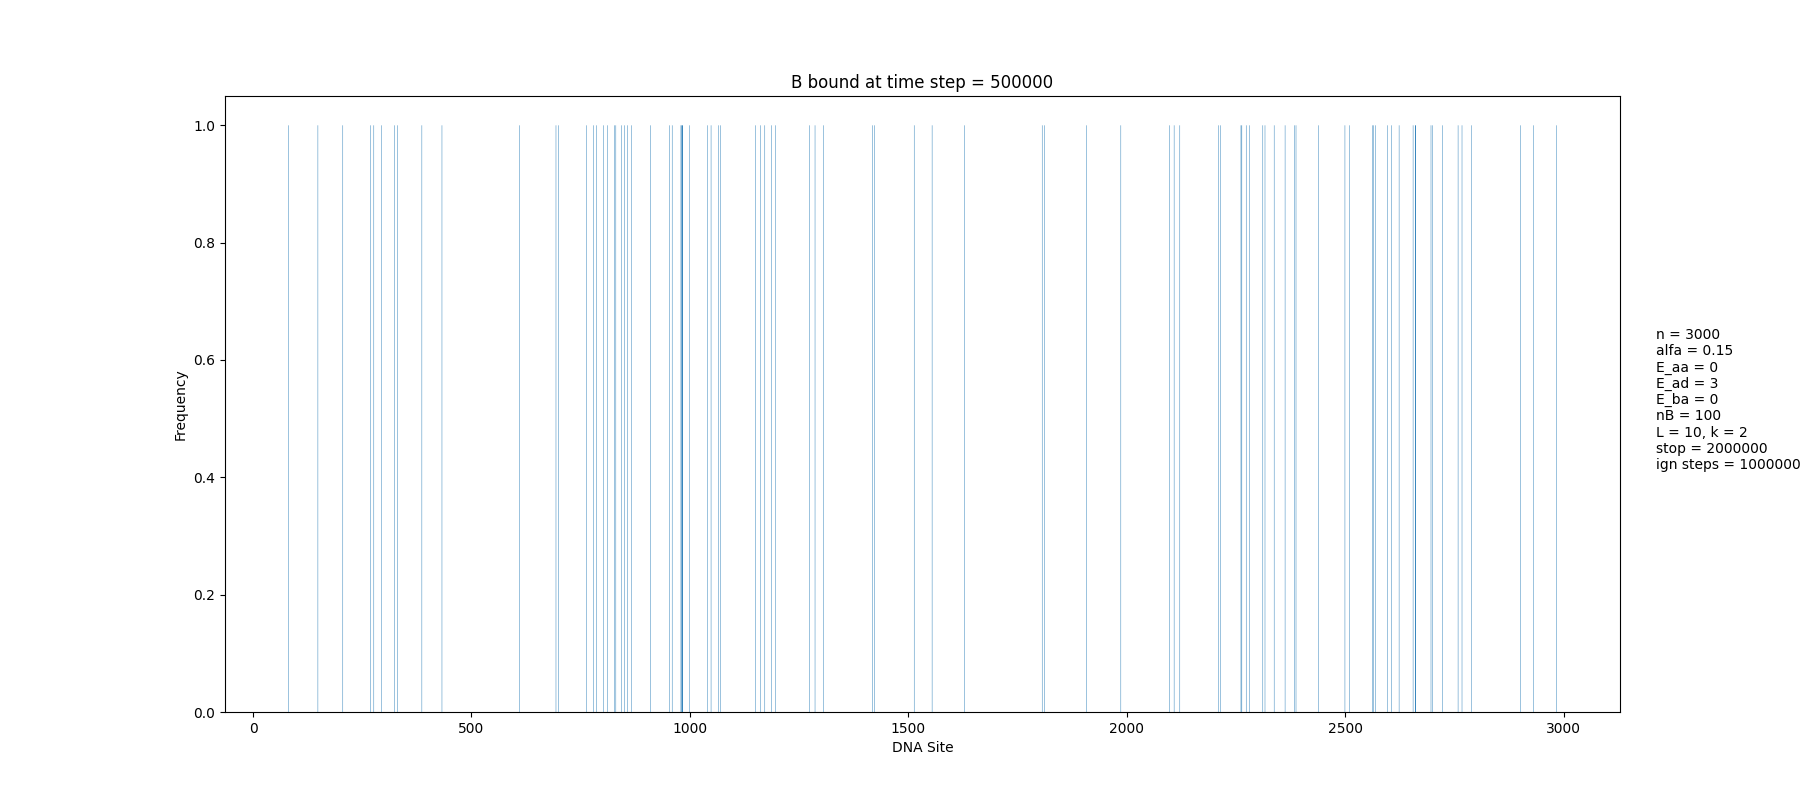 B bound at time step = 500000
1.0
0.8
0.6
0.4
0.2
0.0
Frequency
0 500 1000 1500 2000 2500 3000
DNA Site
n = 3000
alfa = 0.15
E_aa = 0
E_ad = 3
E_ba = 0
nB = 100
L = 10, k = 2
stop = 2000000
ign steps = 1000000